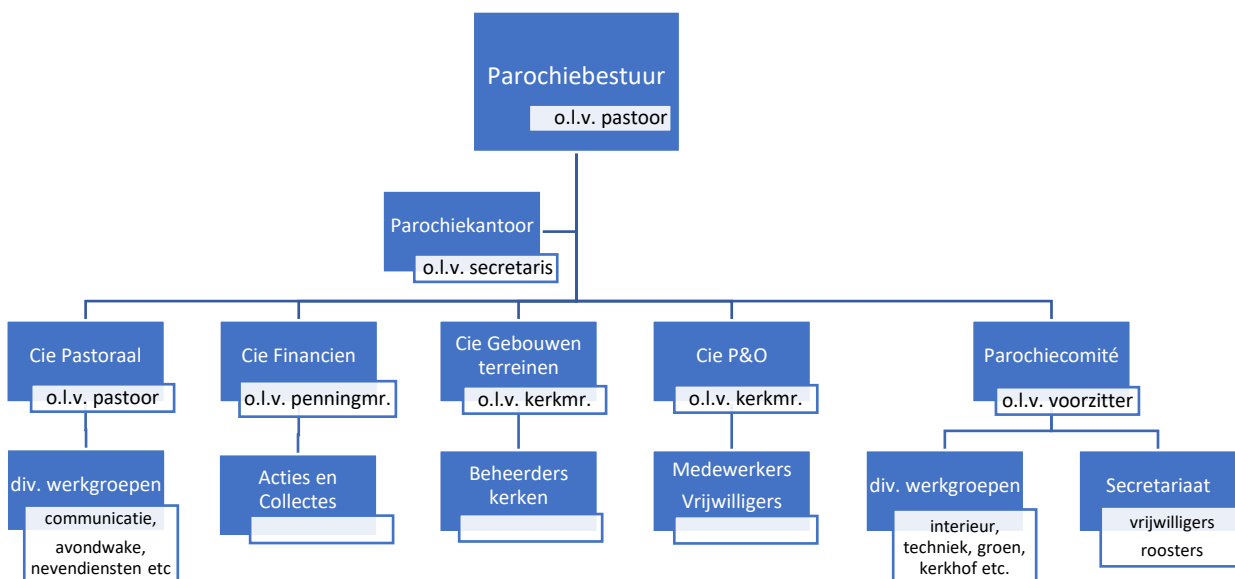 Parochiebestuur
o.l.v. pastoor
Parochiekantoor
o.l.v. secretaris
Cie Pastoraal
o.l.v. pastoor
Cie Financien
o.l.v. penningmr.
Cie Gebouwen
terreinen
o.l.v. kerkmr.
Cie P&O
o.l.v. kerkmr.
Parochiecomité
o.l.v. voorzitter
div. werkgroepen
communicatie,
avondwake,
nevendiensten etc
Acties en
Collectes
Beheerders
kerken
Medewerkers
Vrijwilligers
div. werkgroepen
interieur,
techniek, groen,
kerkhof etc.
Secretariaat
vrijwilligers
roosters